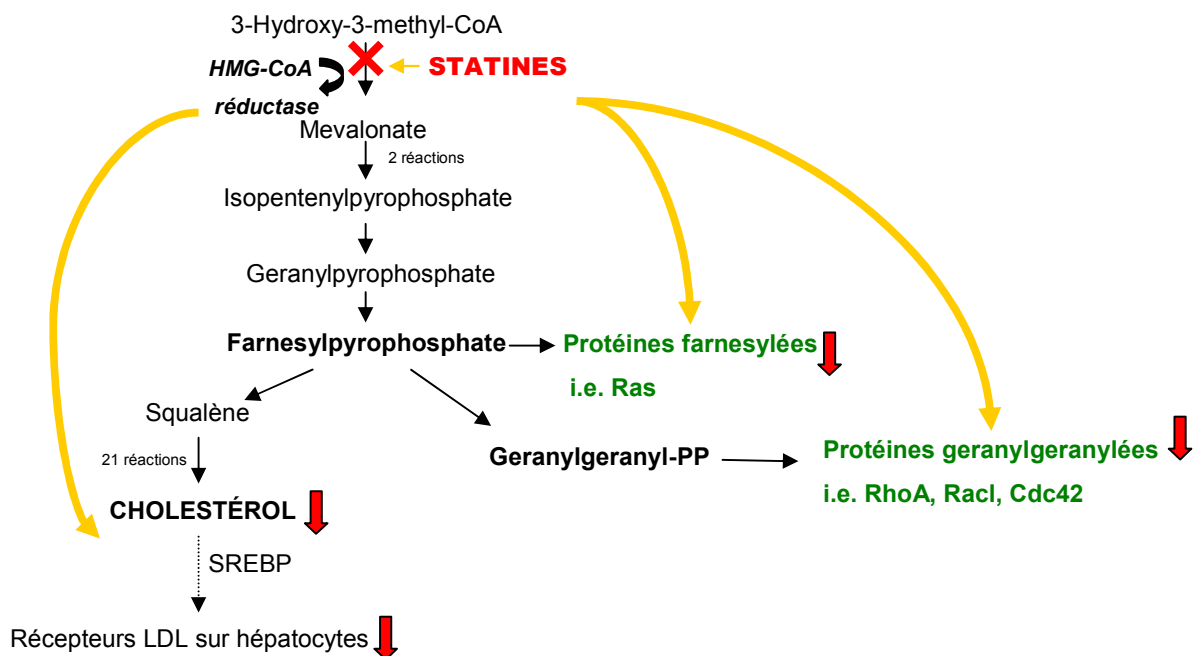 3-Hydroxy-3-methyl-CoA
HMG-CoA
STATINES
réductase
Mevalonate
2 réactions
Isopentenylpyrophosphate
Geranylpyrophosphate
Farnesylpyrophosphate
Protéines farnesylées
i.e. Ras
Squalène
21 réactions
Geranylgeranyl-PP
Protéines geranylgeranylées
i.e. RhoA, RacI, Cdc42
CHOLESTÉROL
SREBP
Récepteurs LDL sur hépatocytes